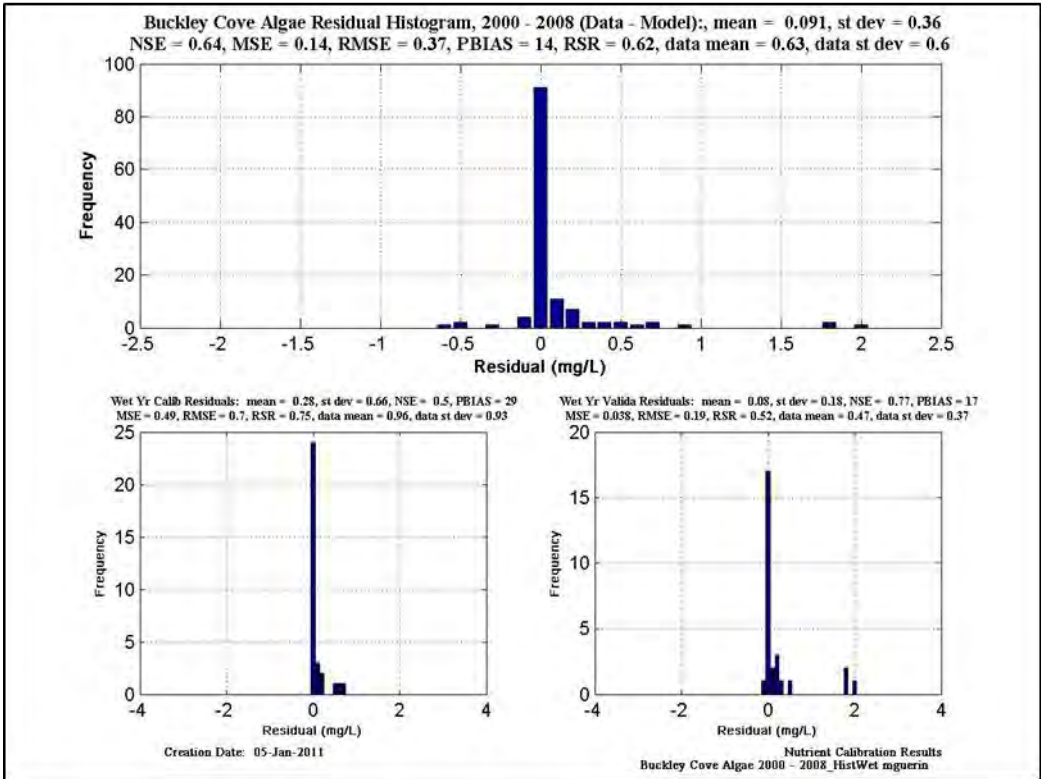 Buckley Cove Algae Residual Histogram, 2000 - 2008 (Data - Model):, mean = 0.091, st dev = 0.36
NSE = 0.64, MSE = 0.14, RMSE = 0.37, PBIAS = 14, RSR = 0.62, data mean = 0.63, data st dev = 0.6
100
80
60
40
20
0
Frequency
-2.5 -2 -1.5 -1 -0.5 0 0.5 1 1.5 2 2.5
Residual (mg/L)
Wet Yr Calib Residuals: mean = 0.28, st dev = 0.66, NSE = 0.5, PBIAS = 29
MSE = 0.49, RMSE = 0.7, RSR = 0.75, data mean = 0.96, data st dev = 0.93
25
20
15
10
5
0
Frequency
-4 -2 0 2 4
Residual (mg/L)
Creation Date: 05-Jan-2011
Wet Yr Valida Residuals: mean = 0.08, st dev = 0.18, NSE = 0.77, PBIAS = 17
MSE = 0.038, RMSE = 0.19, RSR = 0.52, data mean = 0.47, data st dev = 0.37
20
15
10
5
0
Frequency
-4 -2 0 2 4
Residual (mg/L)
Nutrient Calibration Results
Buckley Cove Algae 2000 - 2008_HistWet mguerin